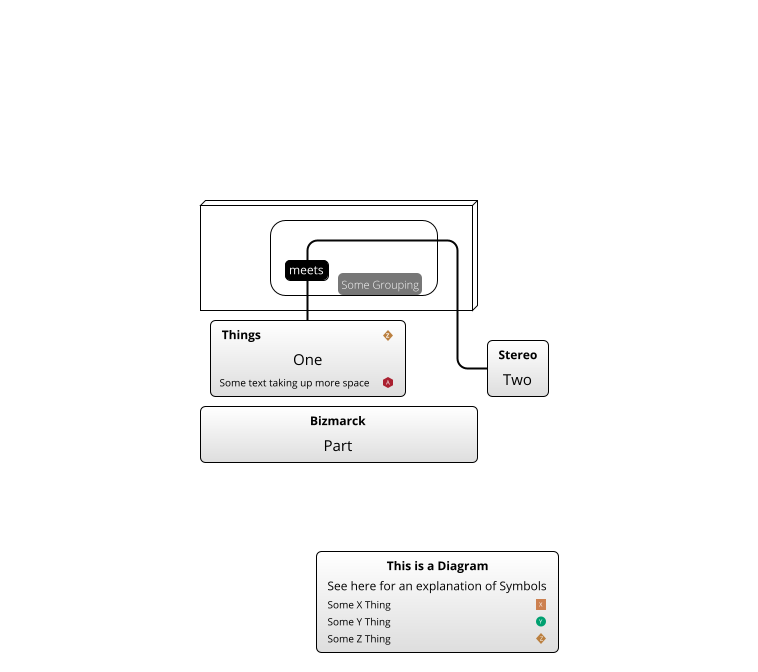 meets
Some Grouping
Things Z
One
Some text taking up more space A
Stereo
Two
Bizmarck
Part
This is a Diagram
See here for an explanation of Symbols
Some X Thing X
Some Y Thing Y
Some Z Thing Z